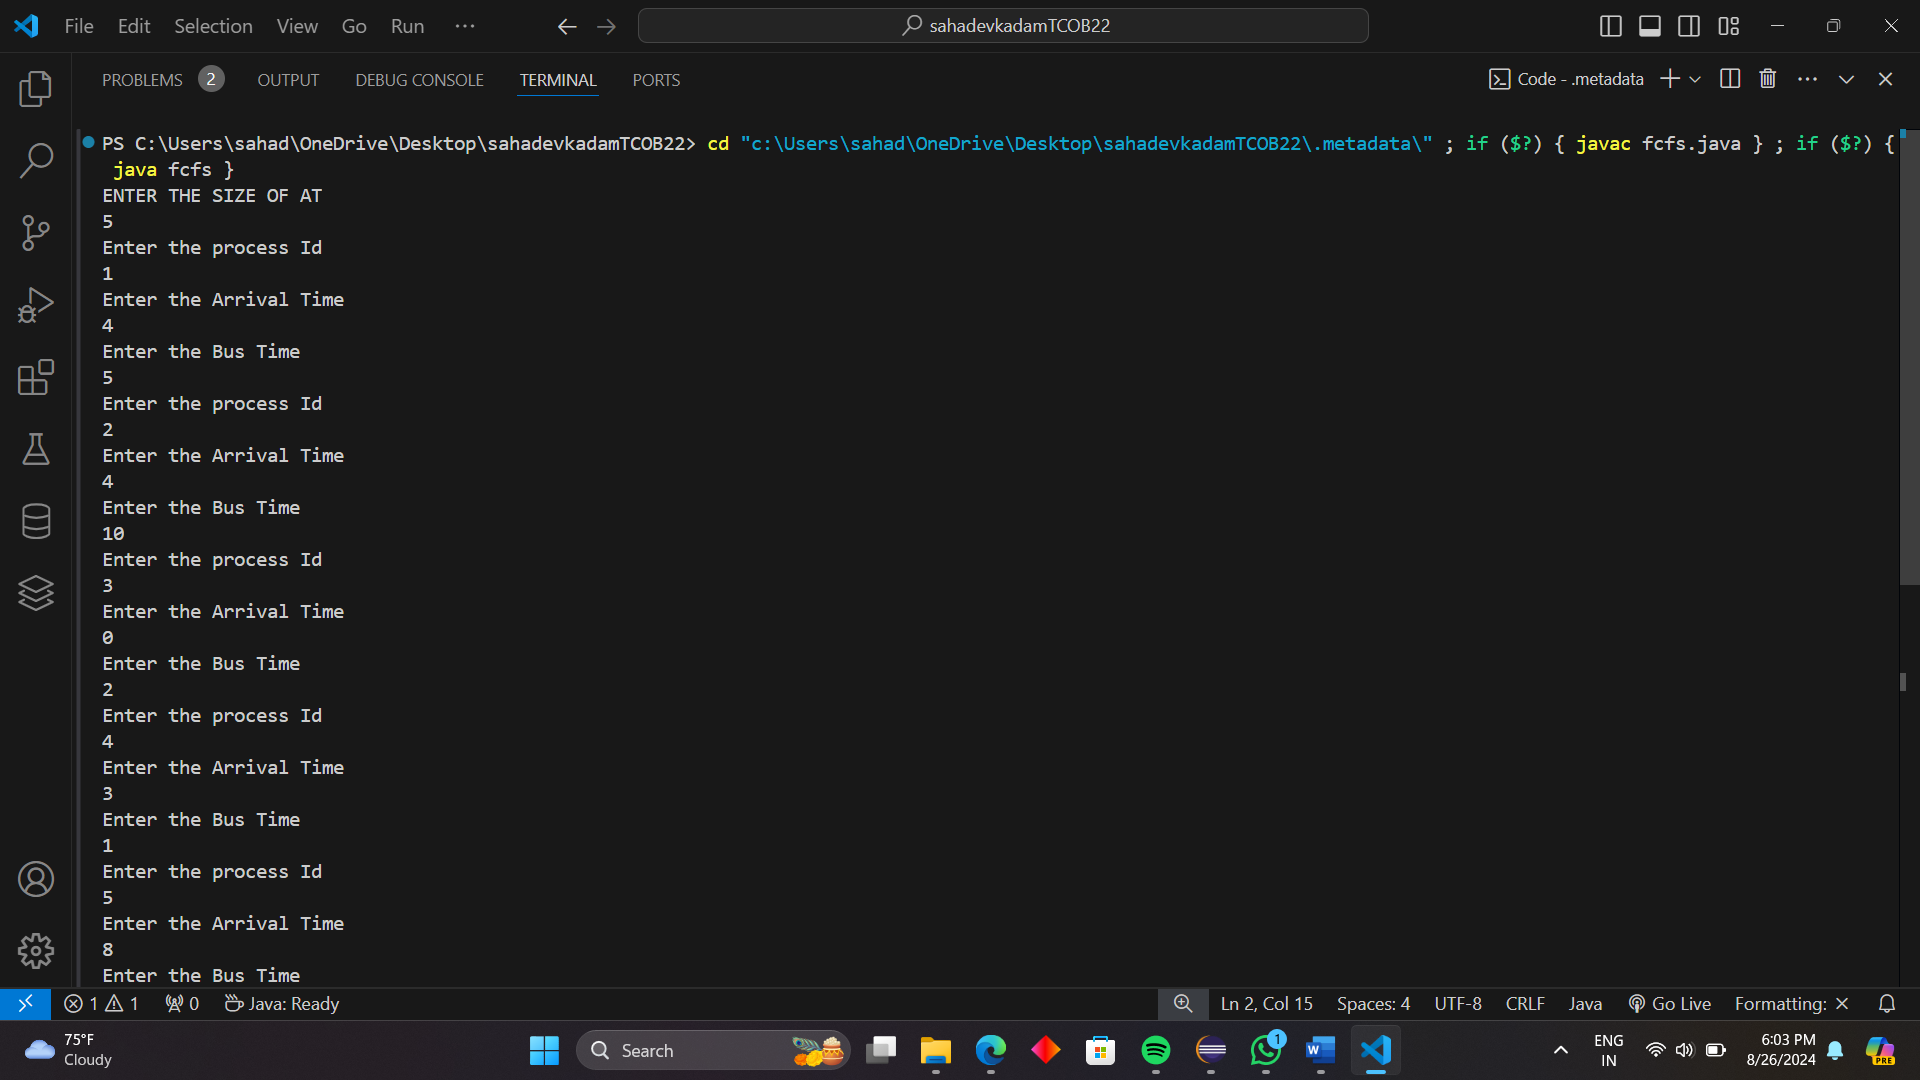 File Edit Selection View Go Run ··· sahadevkadamTCOB22
PROBLEMS 2 OUTPUT DEBUG CONSOLE TERMINAL PORTS Code - .metadata
PS C:\Users\sahad\OneDrive\Desktop\sahadevkadamTCOB22> cd "c:\Users\sahad\OneDrive\Desktop\sahadevkadamTCOB22\.metadata\" ; if ($?) { javac fcfs.java } ; if ($?) {
java fcfs }
ENTER THE SIZE OF AT
5
Enter the process Id
1
Enter the Arrival Time
4
Enter the Bus Time
5
Enter the process Id
2
Enter the Arrival Time
4
Enter the Bus Time
10
Enter the process Id
3
Enter the Arrival Time
0
Enter the Bus Time
2
Enter the process Id
4
Enter the Arrival Time
3
Enter the Bus Time
1
Enter the process Id
5
Enter the Arrival Time
8
Enter the Bus Time
1 1 0 Java: Ready Ln 2, Col 15 Spaces: 4 UTF-8 CRLF Java Go Live Formatting: ×
75°F
Cloudy
Search
PRE
1
W
ENG
IN
6:03 PM
8/26/2024